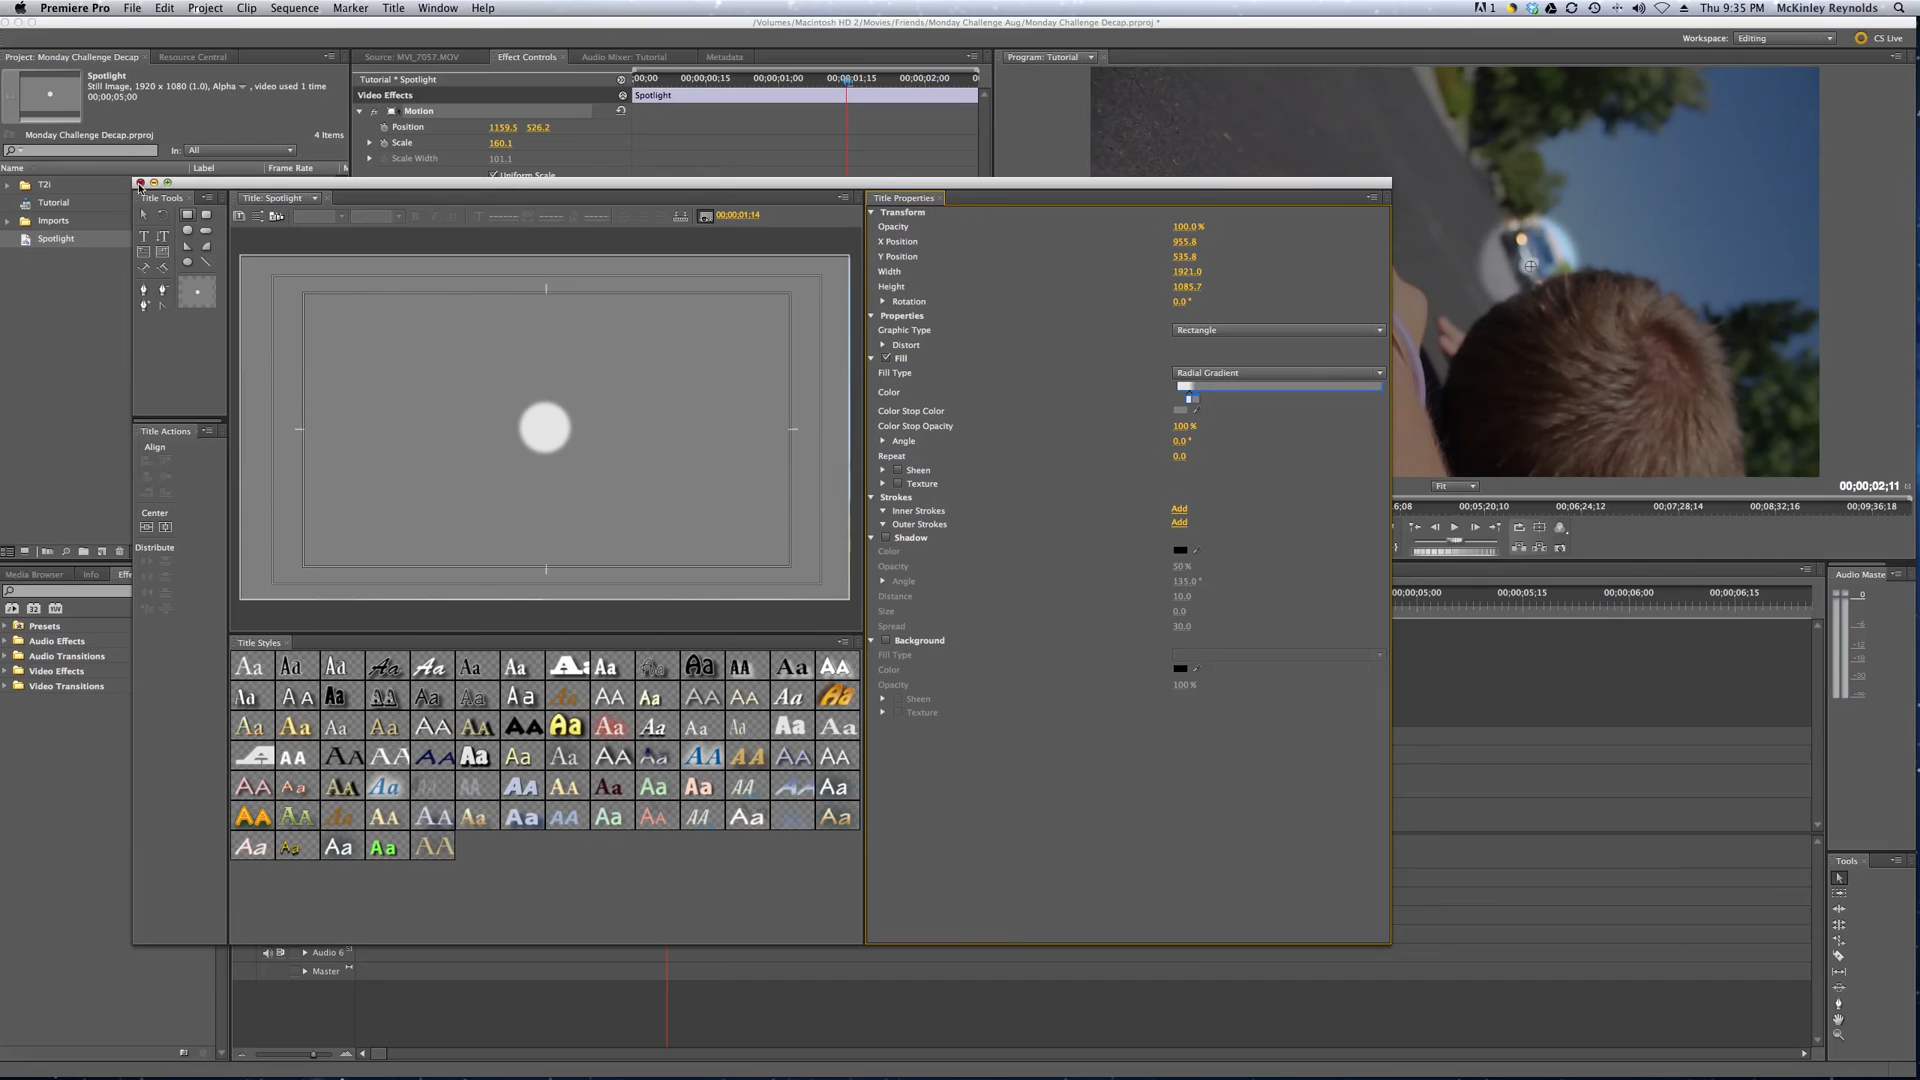 Premiere Pro File Edit Project Clip Sequence Marker Title Window Help
1 Thu 9:35 PM McKinley Reynolds
/Volumes/Macintosh HD 2/Movies/Friends/Monday Challenge Aug/Monday Challenge Decap.prproj *
Workspace: Editing CS Live
Project: Monday Challenge Decap Resource Central
Source: MVI_7057.MOV Effect Controls Audio Mixer: Tutorial Metadata
Program: Tutorial
Spotlight
Still Image, 1920 x 1080 (1.0), Alpha , video used 1 time
00;00;05;00
Monday Challenge Decap.prproj
4 Items
In: All
Name Label Frame Rate M
T2i
Tutorial
Imports
Spotlight
Tutorial * Spotlight
;00;00 00;00;00;15 00;00;01;00 00;00;01;15 00;00;02;00 0
Video Effects
Spotlight
Motion
Position 1159.5 526.2
Scale 160.1
Scale Width 101.1
Uniform Scale
Title Tools
Title: Spotlight
00;00;01;14
Title Actions
Align
Center
Distribute
Title Properties
Transform
Opacity 100.0 %
X Position 955.8
Y Position 535.8
Width 1921.0
Height 1085.7
Rotation 0.0 °
Properties
Graphic Type Rectangle
Distort
Fill
Fill Type Radial Gradient
Color
Color Stop Color
Color Stop Opacity 100 %
Angle 0.0 °
Repeat 0.0
Sheen
Texture
Strokes
Inner Strokes Add
Outer Strokes Add
Shadow
Color
Opacity 50 %
Angle 135.0 °
Distance 10.0
Size 0.0
Spread 30.0
Background
Fill Type
Color
Opacity 100 %
Sheen
Texture
Title Styles
Fit
00;00;02;11
6;08 00;05;20;10 00;06;24;12 00;07;28;14 00;08;32;16 00;09;36;18
Media Browser Info Effe
Presets
Audio Effects
Audio Transitions
Video Effects
Video Transitions
00;00;05;00 00;00;05;15 00;00;06;00 00;00;06;15
Audio Maste
0
-6
-12
-18
-30
Tools
Audio 6
Master